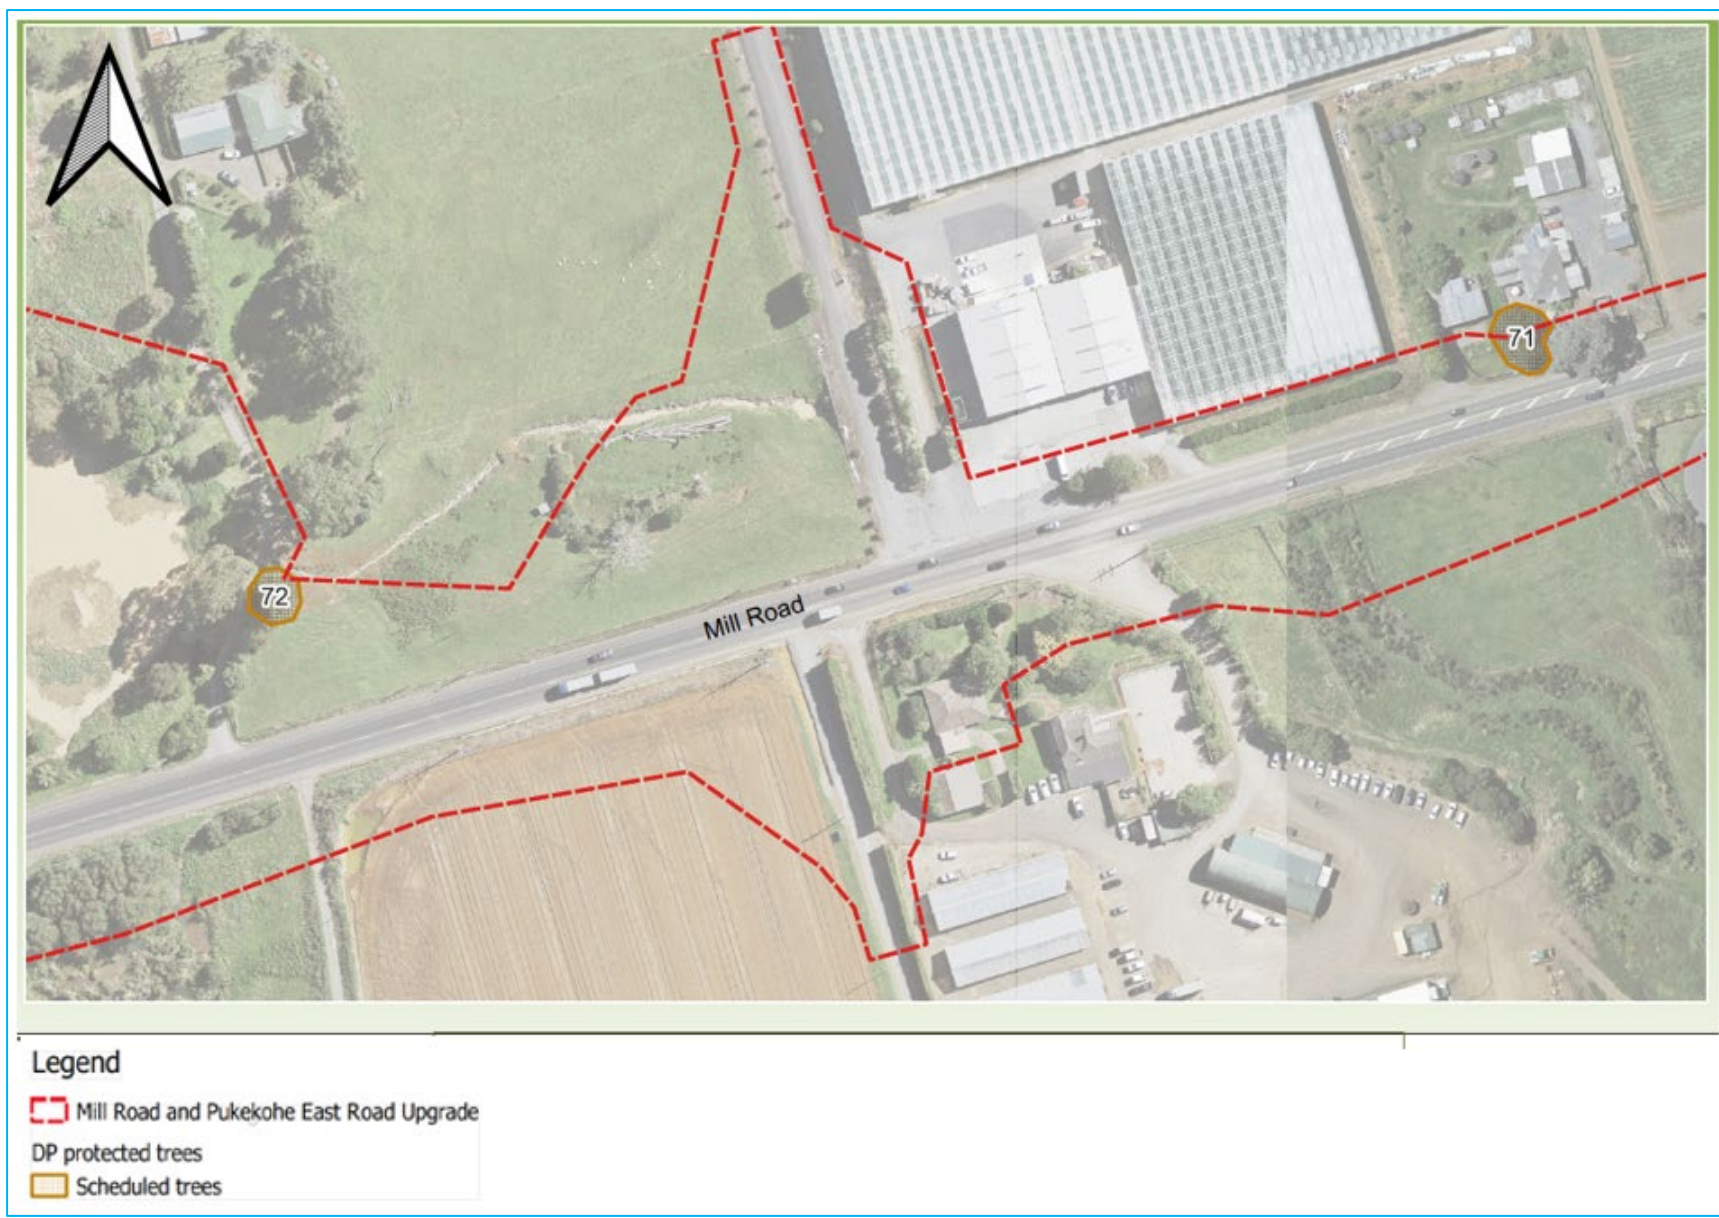 71
72
Mill Road
Legend
Mill Road and Pukekohe East Road Upgrade
DP protected trees
Scheduled trees